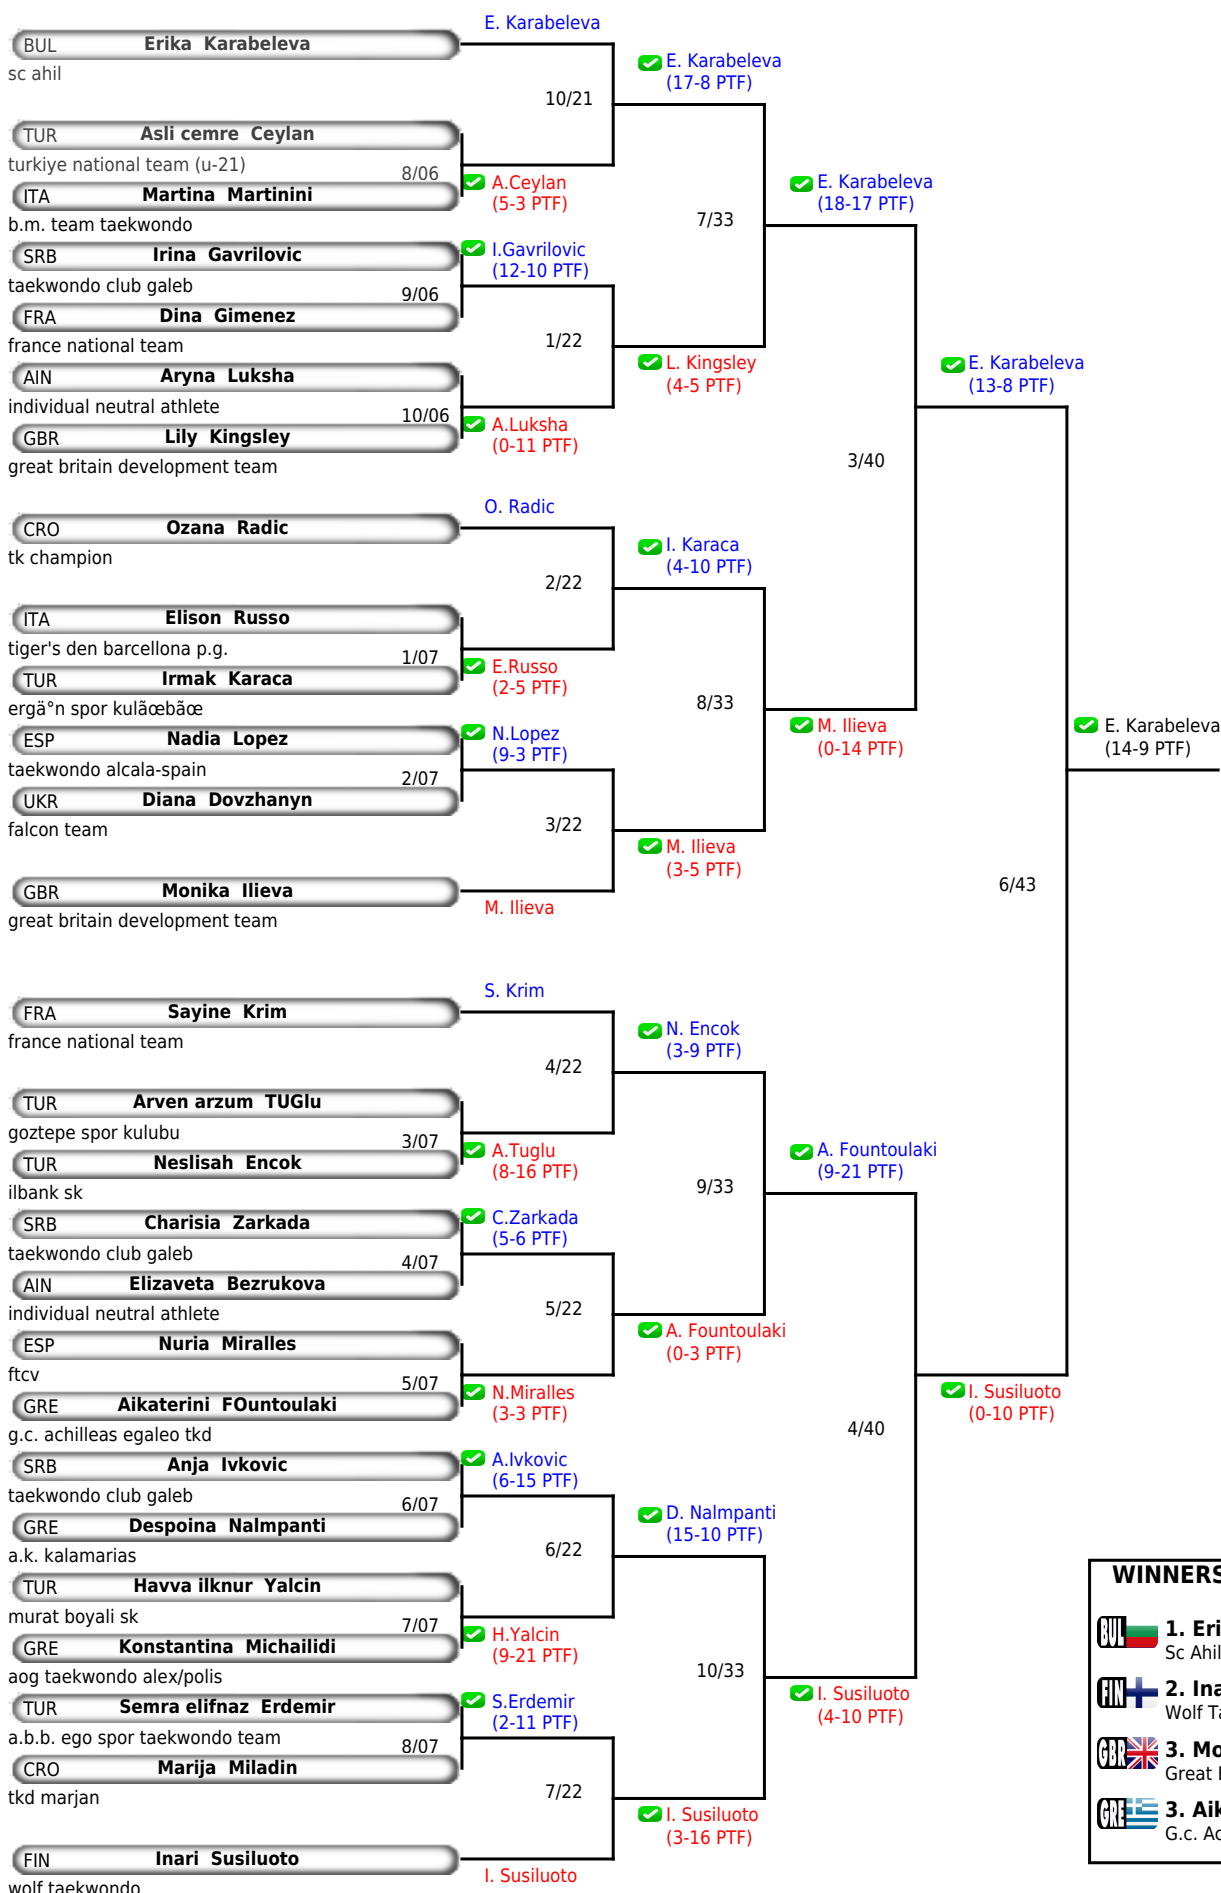 E. Karabeleva
BUL Erika Karabeleva
sc ahil
E. Karabeleva
(17-8 PTF)
10/21
TUR Asli cemre Ceylan
turkiye national team (u-21)
8/06
A.Ceylan
(5-3 PTF)
ITA Martina Martinini
b.m. team taekwondo
E. Karabeleva
(18-17 PTF)
7/33
SRB Irina Gavrilovic
taekwondo club galeb
I.Gavrilovic
(12-10 PTF)
9/06
FRA Dina Gimenez
france national team
1/22
L. Kingsley
(4-5 PTF)
AIN Aryna Luksha
individual neutral athlete
10/06
A.Luksha
(0-11 PTF)
GBR Lily Kingsley
great britain development team
E. Karabeleva
(13-8 PTF)
3/40
O. Radic
CRO Ozana Radic
tk champion
I. Karaca
(4-10 PTF)
2/22
ITA Elison Russo
tiger's den barcellona p.g.
1/07
E.Russo
(2-5 PTF)
TUR Irmak Karaca
ergä°n spor kulãœbãœ
8/33
M. Ilieva
(0-14 PTF)
ESP Nadia Lopez
taekwondo alcala-spain
N.Lopez
(9-3 PTF)
2/07
UKR Diana Dovzhanyn
falcon team
3/22
M. Ilieva
(3-5 PTF)
GBR Monika Ilieva
great britain development team
M. Ilieva
E. Karabeleva
(14-9 PTF)
6/43
S. Krim
FRA Sayine Krim
france national team
N. Encok
(3-9 PTF)
4/22
TUR Arven arzum TUGlu
goztepe spor kulubu
3/07
A.Tuglu
(8-16 PTF)
TUR Neslisah Encok
ilbank sk
A. Fountoulaki
(9-21 PTF)
9/33
SRB Charisia Zarkada
taekwondo club galeb
C.Zarkada
(5-6 PTF)
4/07
AIN Elizaveta Bezrukova
individual neutral athlete
5/22
A. Fountoulaki
(0-3 PTF)
ESP Nuria Miralles
ftcv
5/07
N.Miralles
(3-3 PTF)
GRE Aikaterini FOuntoulaki
g.c. achilleas egaleo tkd
I. Susiluoto
(0-10 PTF)
4/40
SRB Anja Ivkovic
taekwondo club galeb
A.Ivkovic
(6-15 PTF)
6/07
GRE Despoina Nalmpanti
a.k. kalamarias
D. Nalmpanti
(15-10 PTF)
6/22
TUR Havva ilknur Yalcin
murat boyali sk
7/07
H.Yalcin
(9-21 PTF)
GRE Konstantina Michailidi
aog taekwondo alex/polis
10/33
I. Susiluoto
(4-10 PTF)
TUR Semra elifnaz Erdemir
a.b.b. ego spor taekwondo team
S.Erdemir
(2-11 PTF)
8/07
CRO Marija Miladin
tkd marjan
7/22
I. Susiluoto
(3-16 PTF)
FIN Inari Susiluoto
wolf taekwondo
I. Susiluoto
WINNERS
BUL 1. Eri
Sc Ahil
FIN 2. Ina
Wolf Ta
GBR 3. Mo
Great
GRE 3. Aik
G.c. Ac